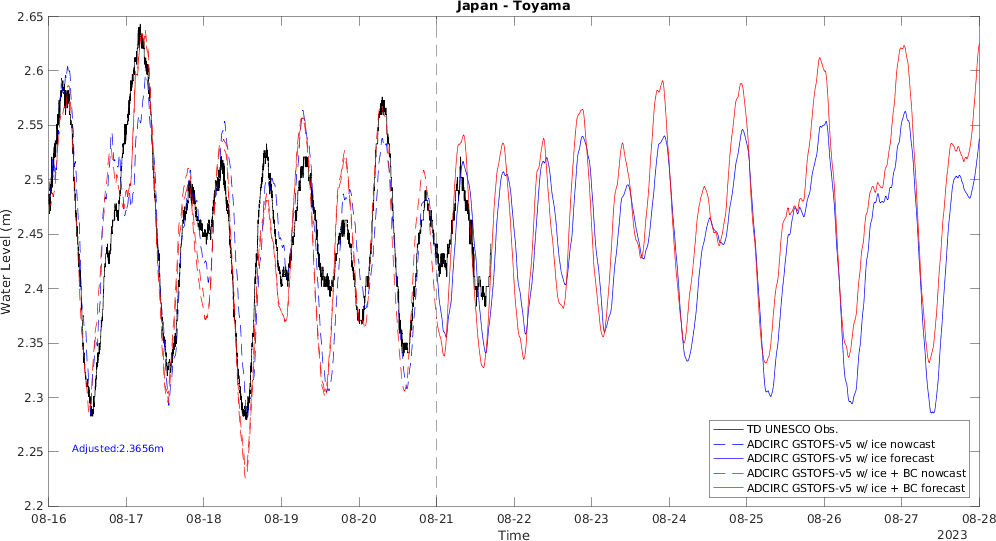 Japan - Toyama
Water Level (m)
2.65
2.6
2.55
2.5
2.45
2.4
2.35
2.3
2.25
2.2
Adjusted:2.3656m
TD UNESCO Obs.
ADCIRC GSTOFS-v5 w/ ice nowcast
ADCIRC GSTOFS-v5 w/ ice forecast
ADCIRC GSTOFS-v5 w/ ice + BC nowcast
ADCIRC GSTOFS-v5 w/ ice + BC forecast
08-16 08-17 08-18 08-19 08-20 08-21 08-22 08-23 08-24 08-25 08-26 08-27 08-28
Time
2023